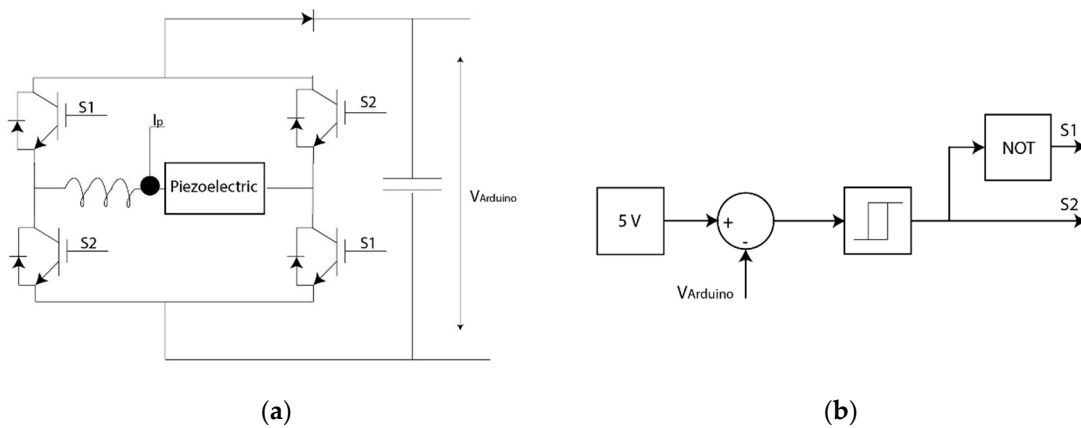 S1
S2
Ip
Piezoelectric
VArduino
S2
S1
(a)
NOT
S1
5 V
+
-
S2
VArduino
(b)